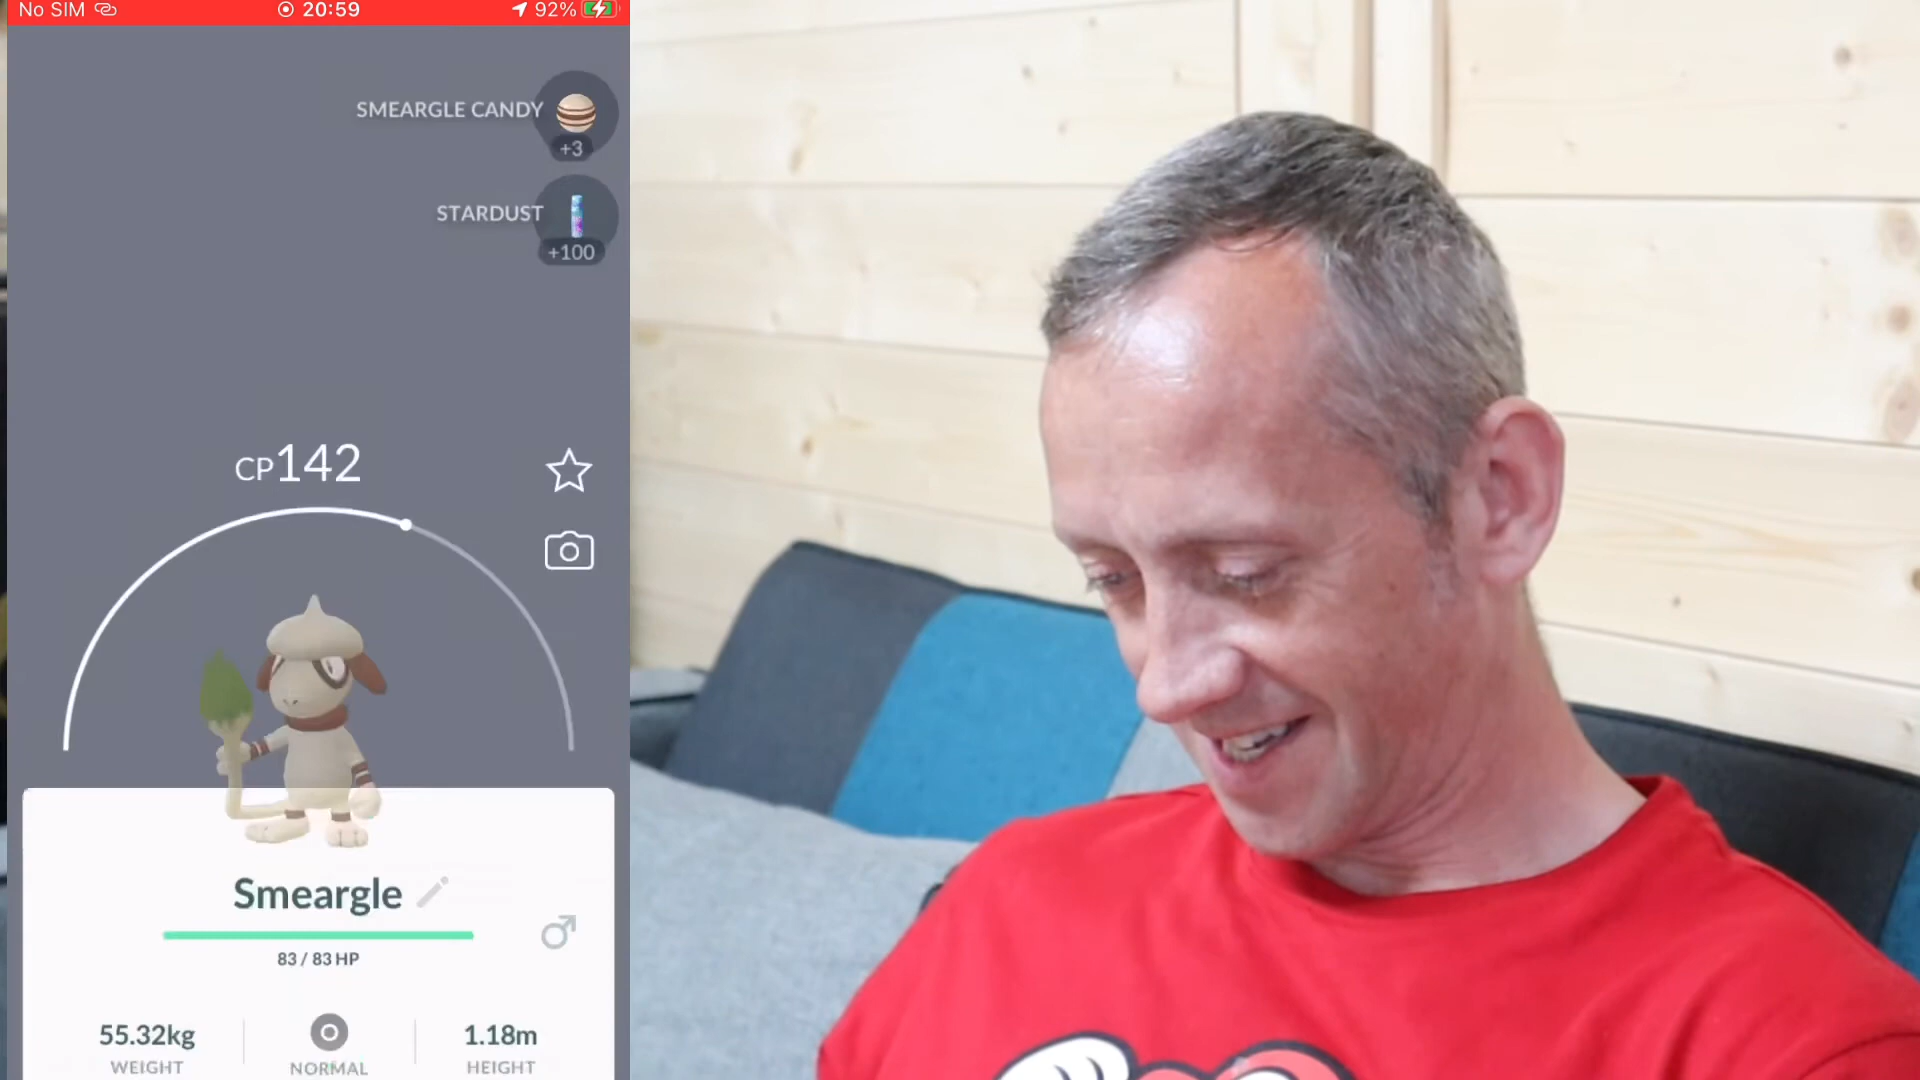 No SIM 20:59 92%
SMEARGLE CANDY
+3
STARDUST
+100
CP142
Smeargle
83 / 83 HP
55.32kg 1.18m
WEIGHT NORMAL HEIGHT